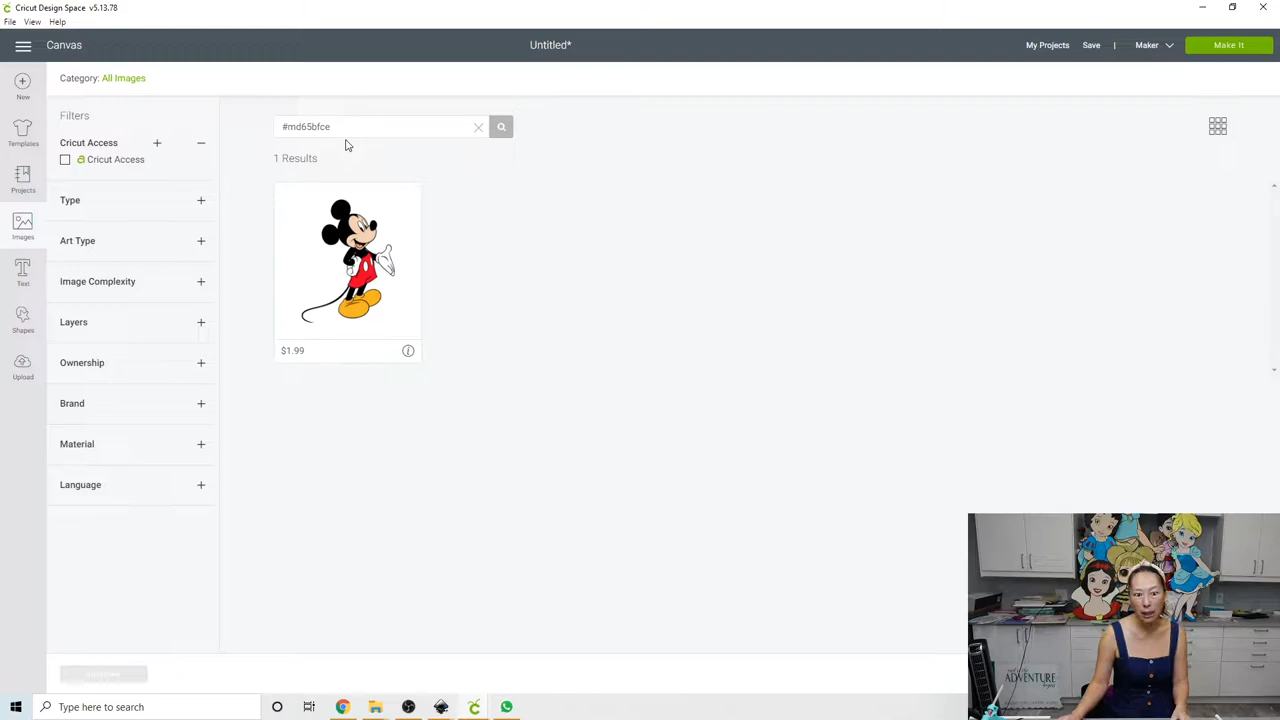 Cricut Design Space v5.13.78
File View Help
Canvas
Untitled*
My Projects Save | Maker Make It
New
Templates
Projects
Images
Text
Shapes
Upload
Category: All Images
Filters
Cricut Access
Cricut Access
Type
Art Type
Image Complexity
Layers
Ownership
Brand
Material
Language
#md65bfce
1 Results
$1.99
ADVENTURE
Type here to search